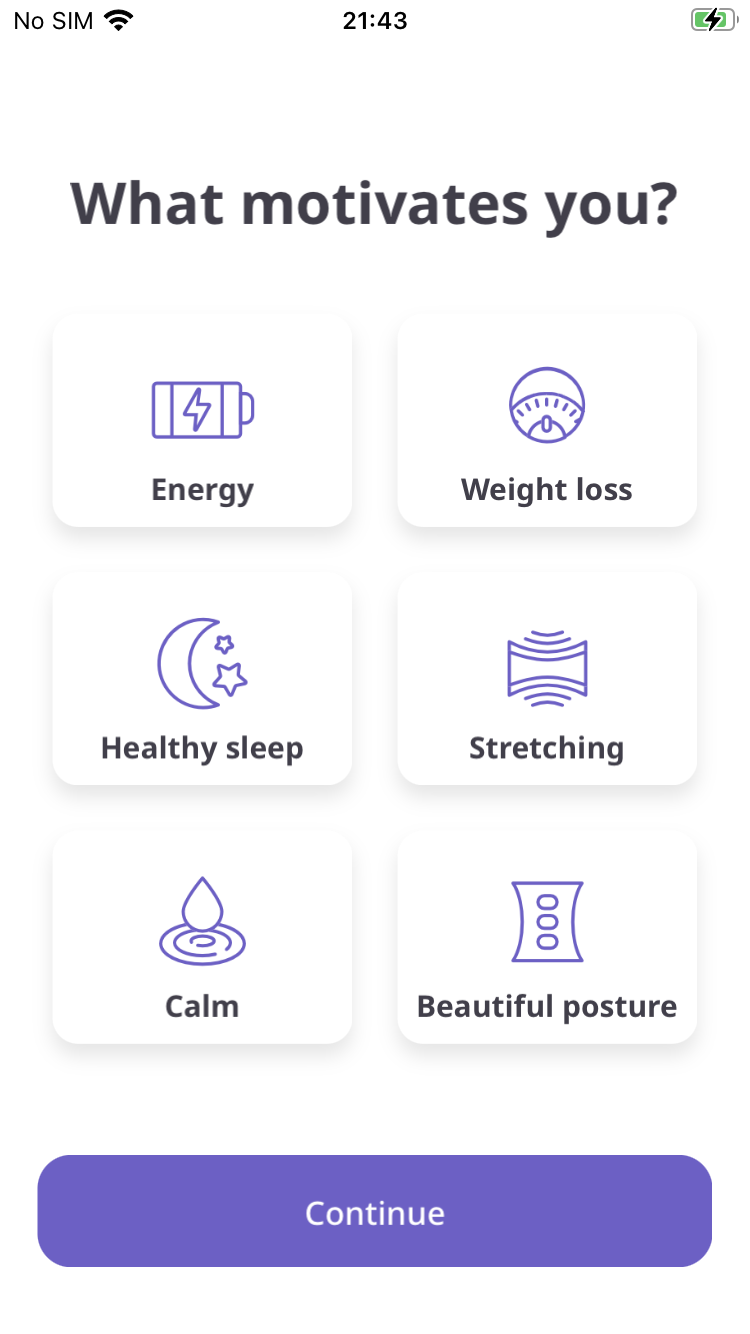 No SIM 21:43
What motivates you?
Energy
Weight loss
Healthy sleep
Stretching
Calm
Beautiful posture
Continue